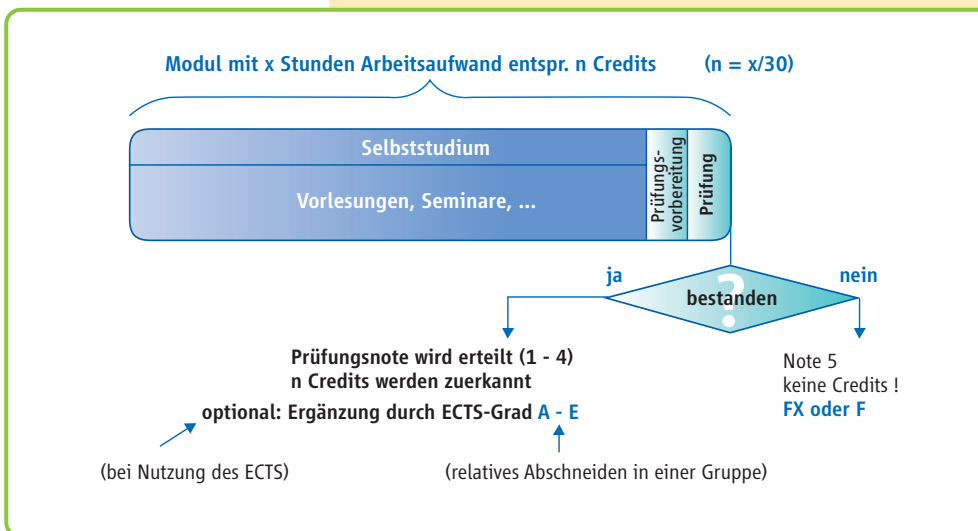 Modul mit x Stunden Arbeitsaufwand entspr. n Credits (n = x/30)
Selbststudium
Vorlesungen, Seminare, ...
Prüfungs-
vorbereitung
Prüfung
ja
nein
?
bestanden
Prüfungsnote wird erteilt (1 - 4)
n Credits werden zuerkannt
optional: Ergänzung durch ECTS-Grad A - E
Note 5
keine Credits !
FX oder F
(bei Nutzung des ECTS)
(relatives Abschneiden in einer Gruppe)